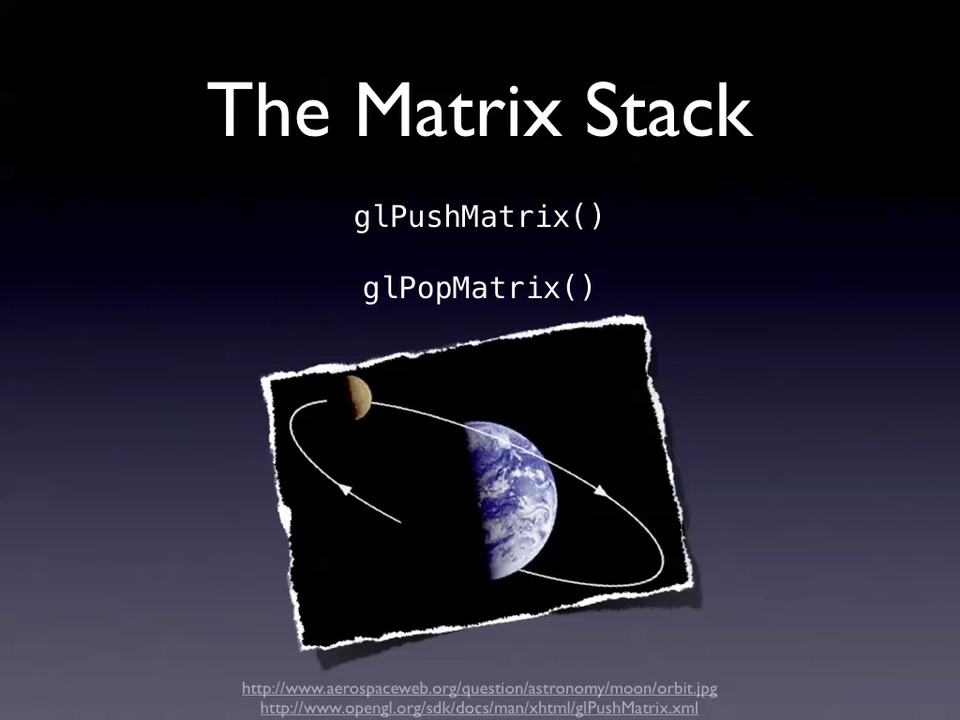 The Matrix Stack
glPushMatrix()
glPopMatrix()
http://www.aerospaceweb.org/question/astronomy/moon/orbit.jpg
http://www.opengl.org/sdk/docs/man/xhtml/glPushMatrix.xml